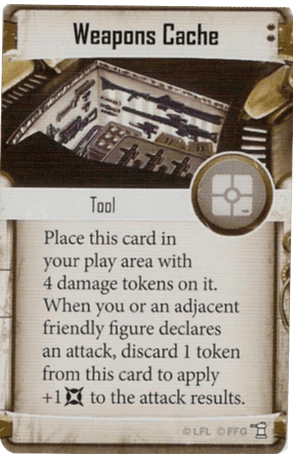 Weapons Cache
Tool
Place this card in
your play area with
4 damage tokens on it.
When you or an adjacent
friendly figure declares
an attack, discard 1 token
from this card to apply
+1 to the attack results.
© LFL © FFG